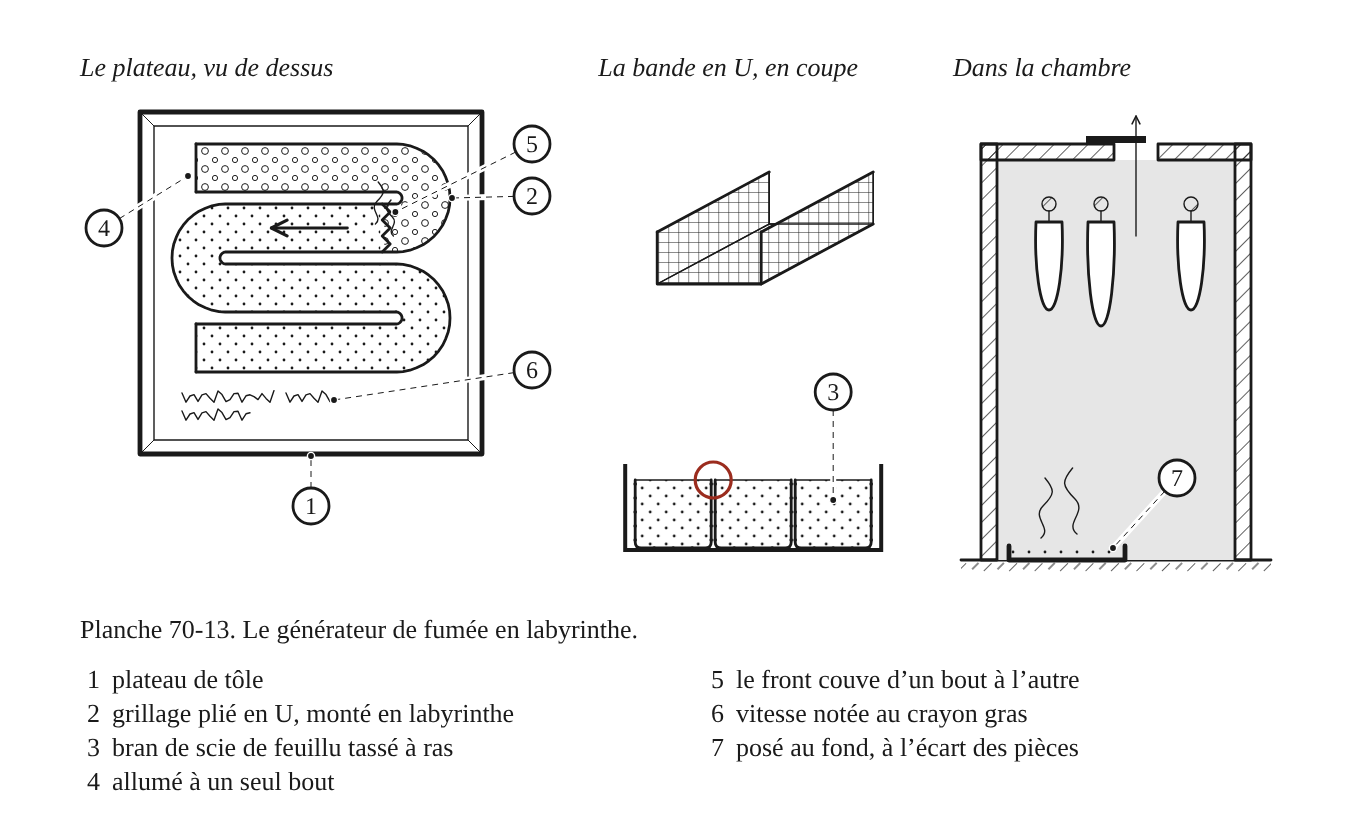 Le plateau, vu de dessus
La bande en U, en coupe
Dans la chambre
5
2
4
6
3
7
1
Planche 70-13. Le générateur de fumée en labyrinthe.
1 plateau de tôle
2 grillage plié en U, monté en labyrinthe
3 bran de scie de feuillu tassé à ras
4 allumé à un seul bout
5 le front couve d’un bout à l’autre
6 vitesse notée au crayon gras
7 posé au fond, à l’écart des pièces